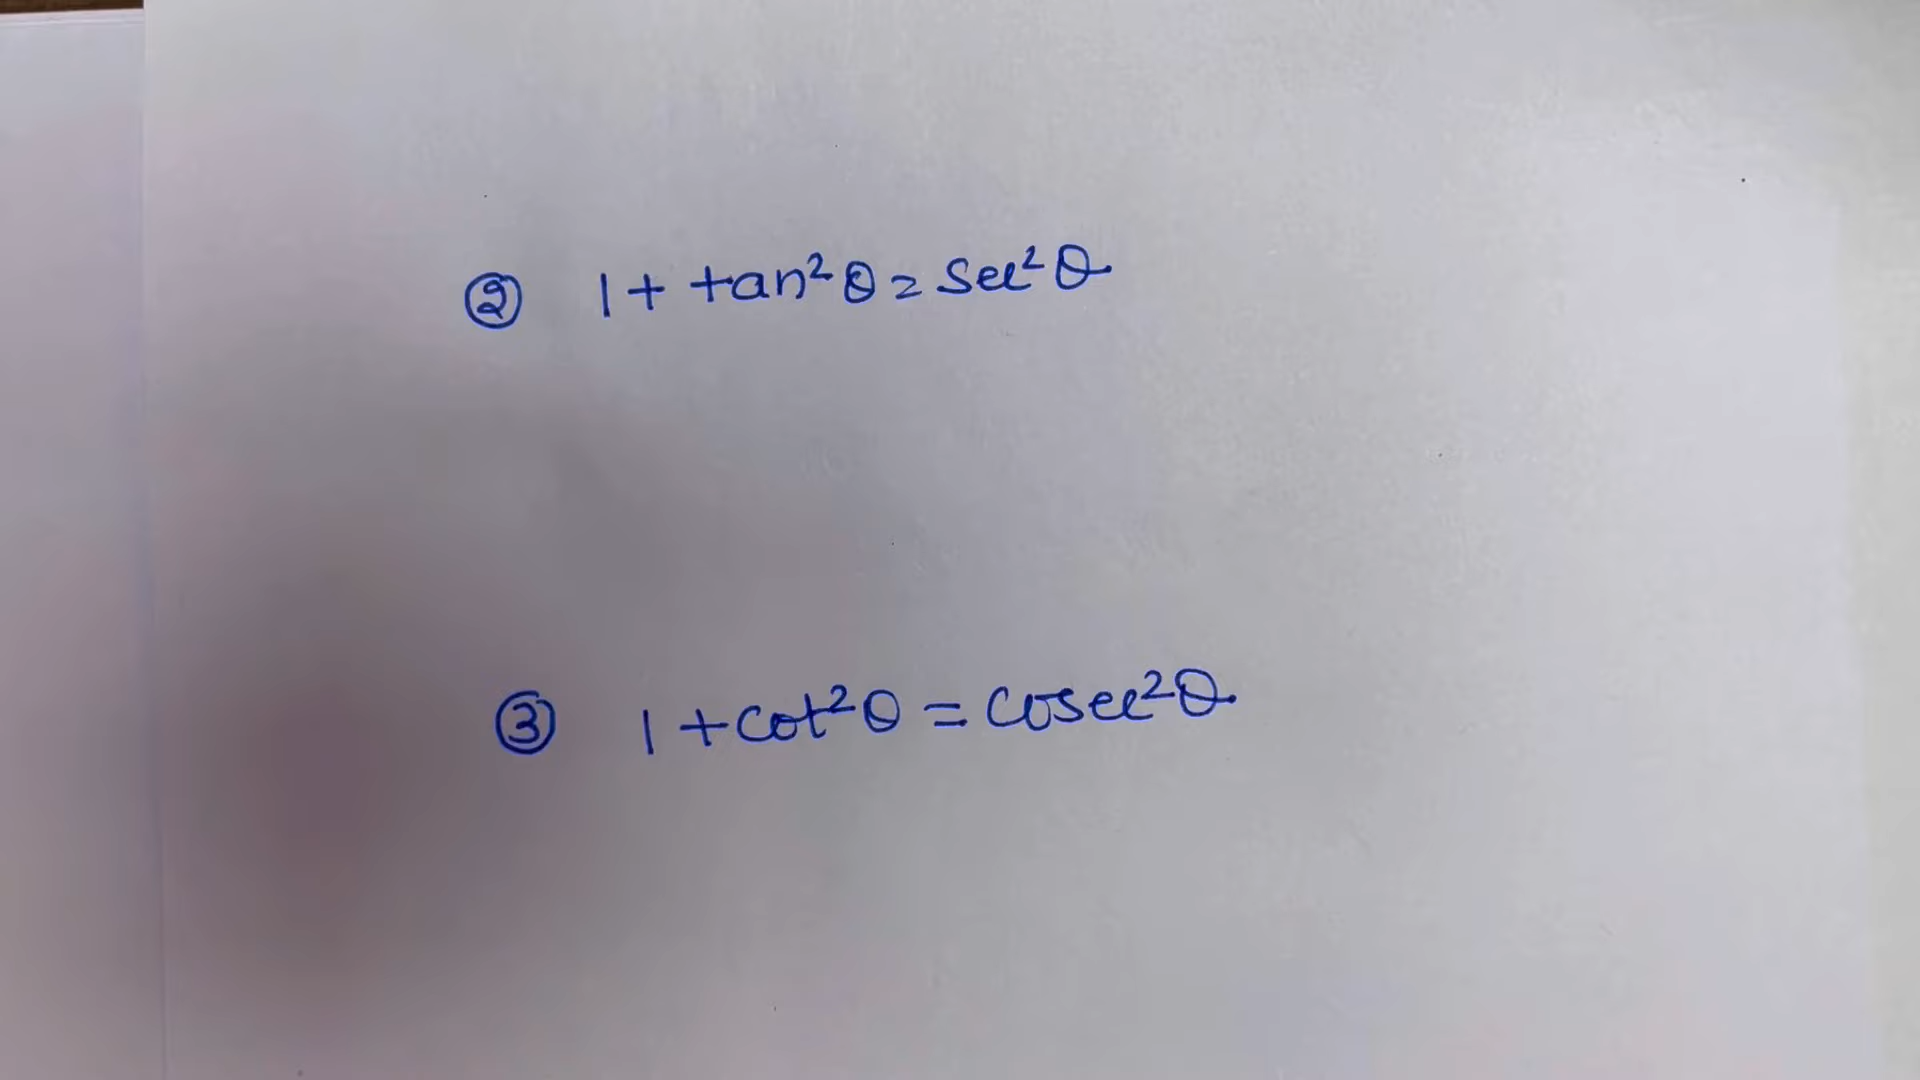 ② 1 + tan²θ = sec²θ
③ 1 + cot²θ = cosec²θ